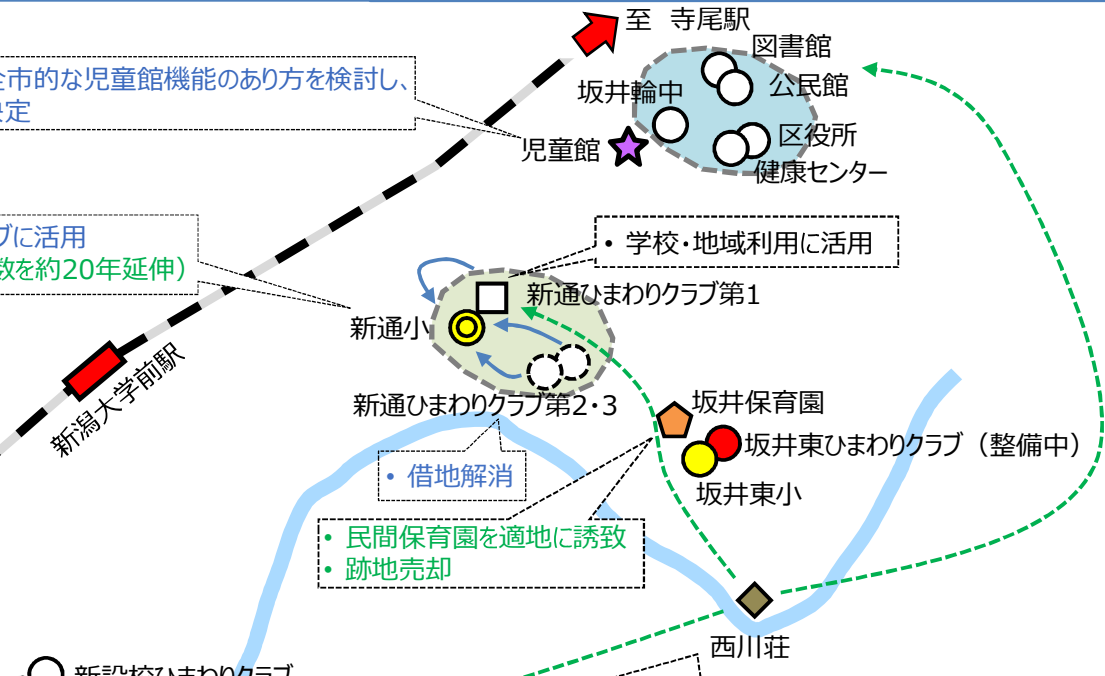 至 寺尾駅
図書館
全市的な児童館機能のあり方を検討し、
決定
坂井輪中
公民館
児童館
区役所
健康センター
ブに活用
数を約20年延伸）
・ 学校・地域利用に活用
新通ひまわりクラブ第1
新通小
新潟大学前駅
新通ひまわりクラブ第2・3
坂井保育園
坂井東ひまわりクラブ（整備中）
・ 借地解消
坂井東小
・ 民間保育園を適地に誘致
・ 跡地売却
西川荘
新設校ひまわりクラブ